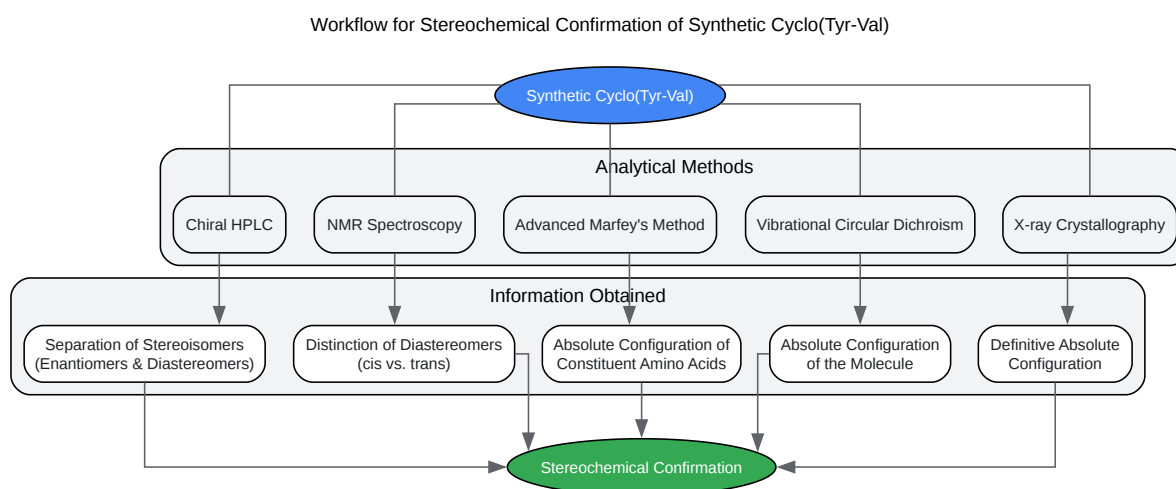 Workflow for Stereochemical Confirmation of Synthetic Cyclo(Tyr-Val)
Synthetic Cyclo(Tyr-Val)
Analytical Methods
Chiral HPLC
NMR Spectroscopy
Advanced Marfey's Method
Vibrational Circular Dichroism
X-ray Crystallography
Information Obtained
Separation of Stereoisomers
(Enantiomers & Diastereomers)
Distinction of Diastereomers
(cis vs. trans)
Absolute Configuration of
Constituent Amino Acids
Absolute Configuration
of the Molecule
Definitive Absolute
Configuration
Stereochemical Confirmation